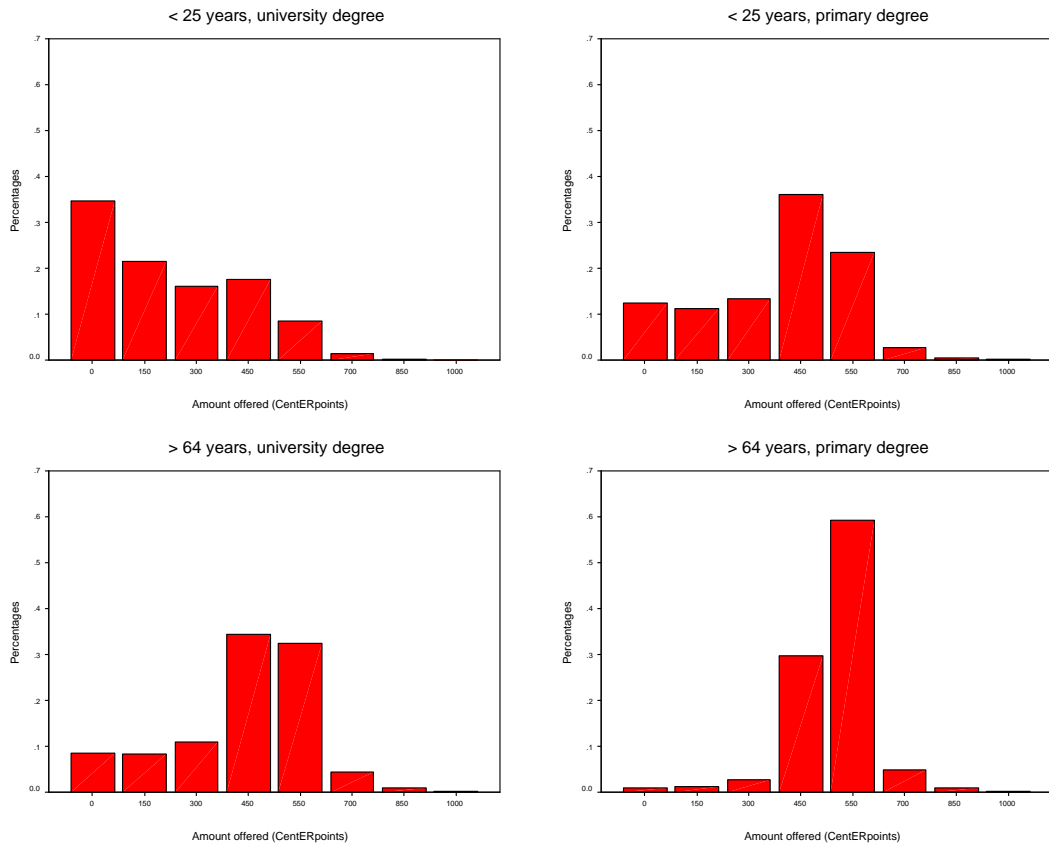 < 25 years, university degree
.7
.6
.5
.4
.3
.2
.1
0.0
Percentages
0 150 300 450 550 700 850 1000
Amount offered (CentERpoints)
< 25 years, primary degree
.7
.6
.5
.4
.3
.2
.1
0.0
Percentages
0 150 300 450 550 700 850 1000
Amount offered (CentERpoints)
> 64 years, university degree
.7
.6
.5
.4
.3
.2
.1
0.0
Percentages
0 150 300 450 550 700 850 1000
Amount offered (CentERpoints)
> 64 years, primary degree
.7
.6
.5
.4
.3
.2
.1
0.0
Percentages
0 150 300 450 550 700 850 1000
Amount offered (CentERpoints)